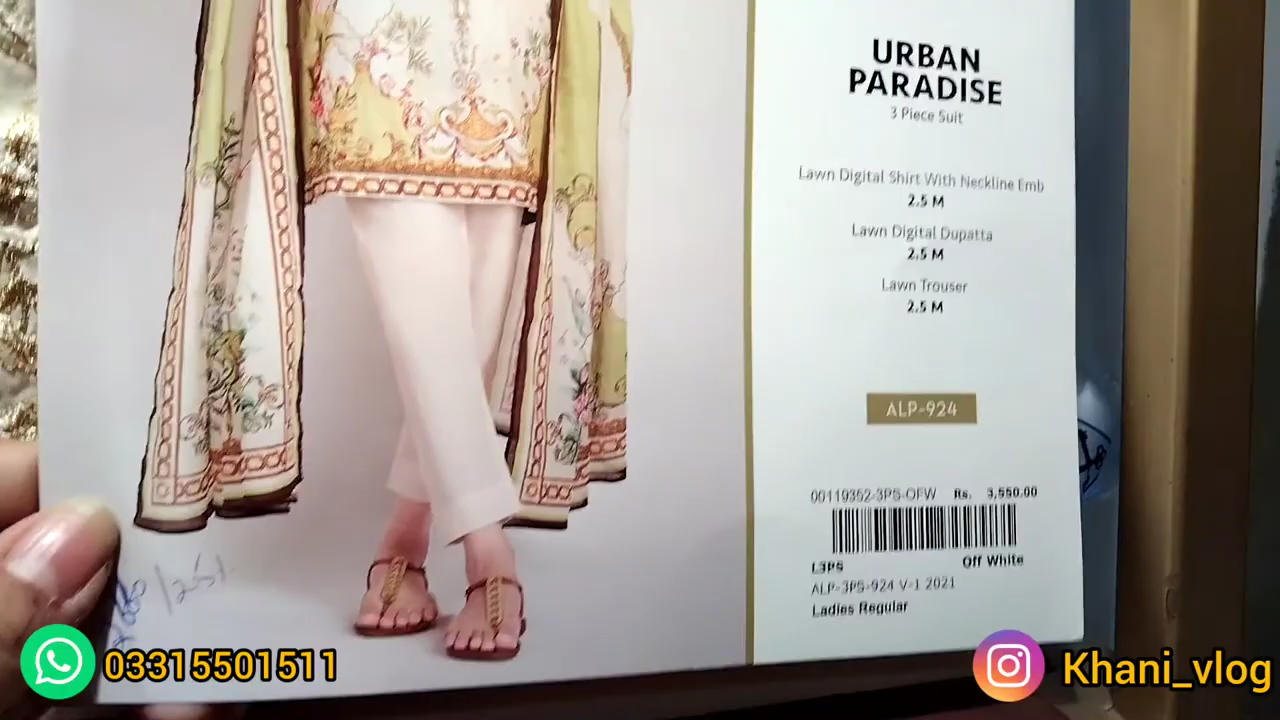 URBAN
PARADISE
3 Piece Suit
Lawn Digital Shirt With Neckline Emb
2.5 M
Lawn Digital Dupatta
2.5 M
Lawn Trouser
2.5 M
ALP-924
00119352-3PS-OFW Rs. 3,550.00
L3PS Off White
ALP-3PS-924 V-1 2021
Ladies Regular
03315501511
Khani_vlog